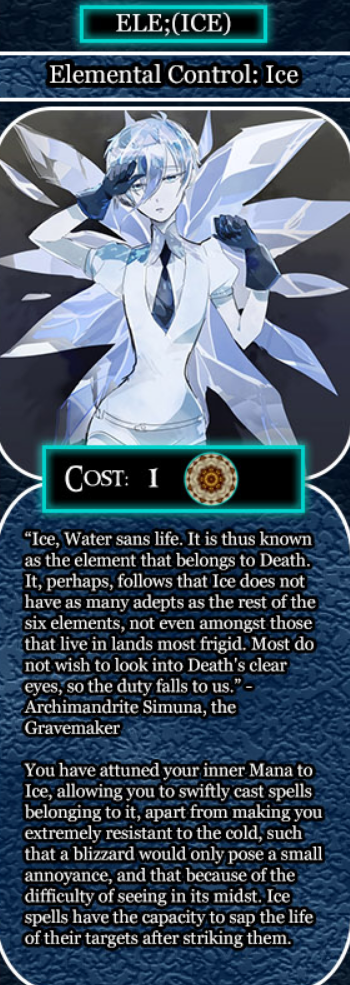 ELE;(ICE)
Elemental Control: Ice
COST: 1
“Ice, Water sans life. It is thus known
as the element that belongs to Death.
It, perhaps, follows that Ice does not
have as many adepts as the rest of the
six elements, not even amongst those
that live in lands most frigid. Most do
not wish to look into Death's clear
eyes, so the duty falls to us.” -
Archimandrite Simuna, the
Gravemaker
You have attuned your inner Mana to
Ice, allowing you to swiftly cast spells
belonging to it, apart from making you
extremely resistant to the cold, such
that a blizzard would only pose a small
annoyance, and that because of the
difficulty of seeing in its midst. Ice
spells have the capacity to sap the life
of their targets after striking them.